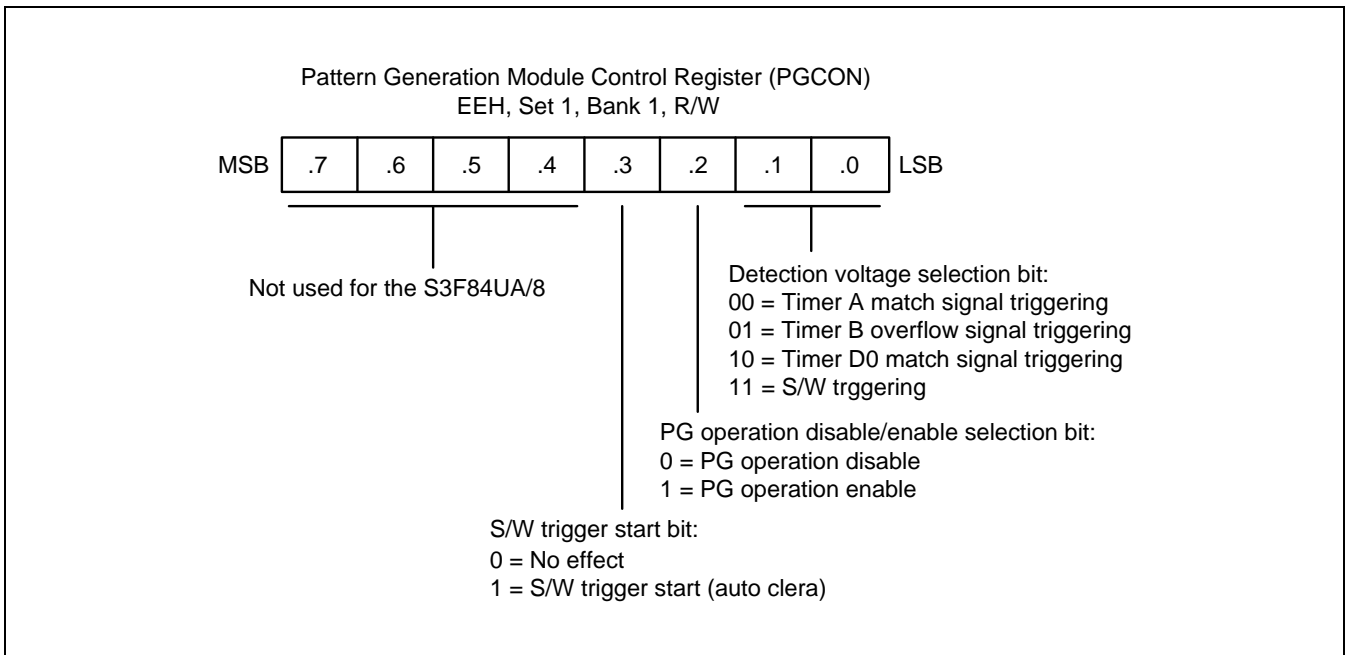 Pattern Generation Module Control Register (PGCON)
EEH, Set 1, Bank 1, R/W
MSB .7 .6 .5 .4 .3 .2 .1 .0 LSB
Not used for the S3F84UA/8
Detection voltage selection bit:
00 = Timer A match signal triggering
01 = Timer B overflow signal triggering
10 = Timer D0 match signal triggering
11 = S/W trggering
PG operation disable/enable selection bit:
0 = PG operation disable
1 = PG operation enable
S/W trigger start bit:
0 = No effect
1 = S/W trigger start (auto clera)